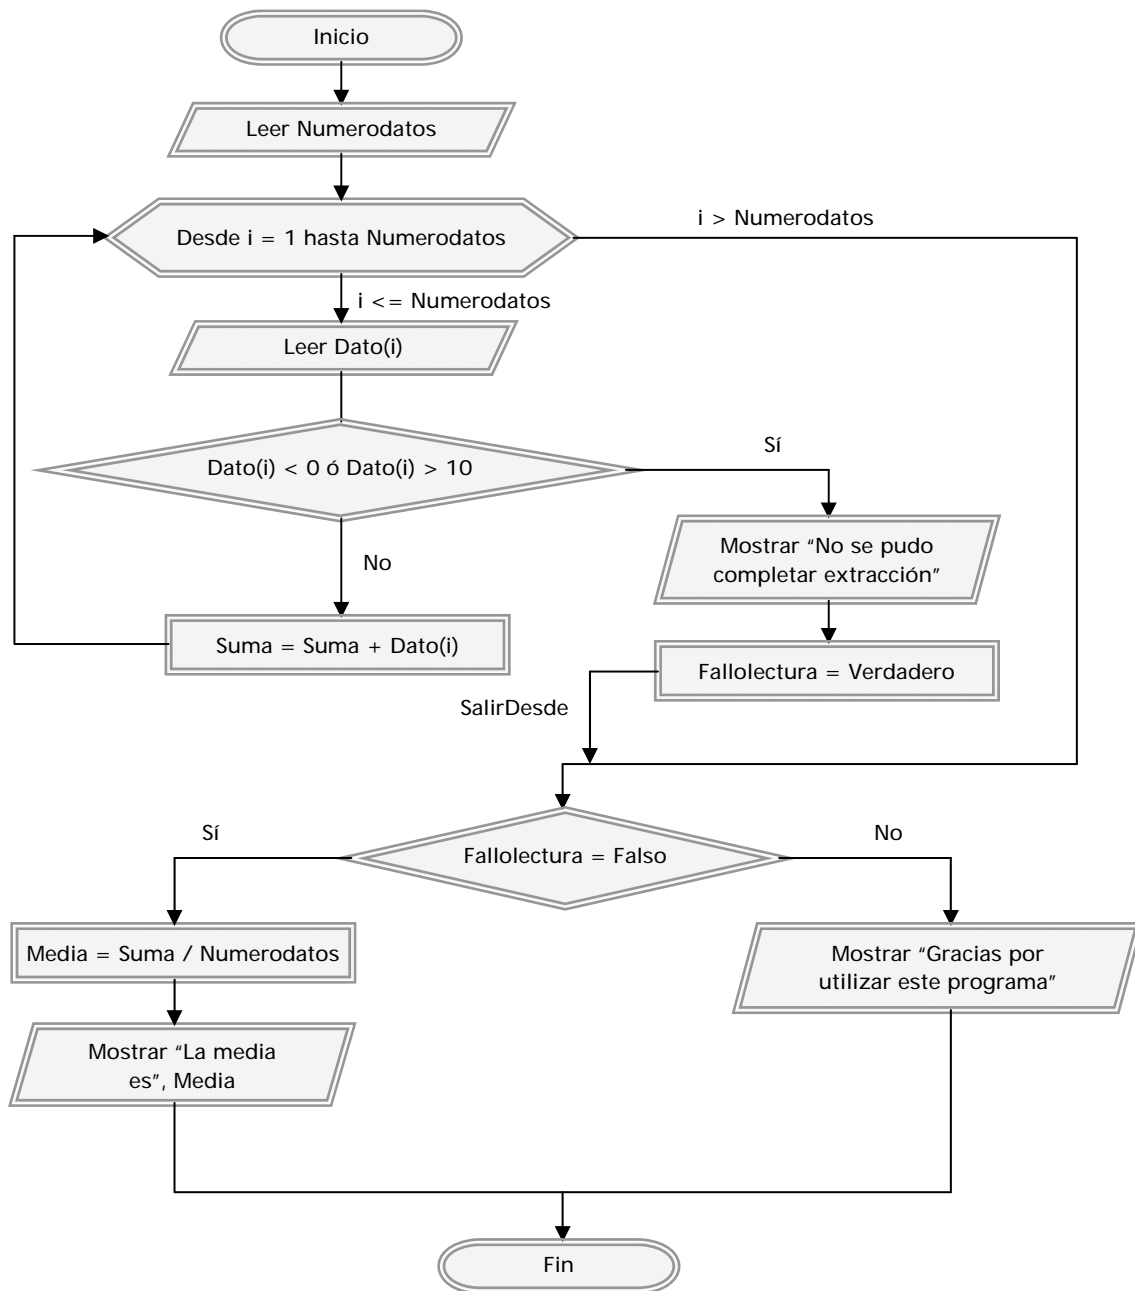 Inicio
Leer Numerodatos
i > Numerodatos
Desde i = 1 hasta Numerodatos
i <= Numerodatos
Leer Dato(i)
Sí
Dato(i) < 0 ó Dato(i) > 10
Mostrar “No se pudo
completar extracción”
No
Suma = Suma + Dato(i)
Fallolectura = Verdadero
SalirDesde
Sí
No
Fallolectura = Falso
Media = Suma / Numerodatos
Mostrar “Gracias por
utilizar este programa”
Mostrar “La media
es”, Media
Fin